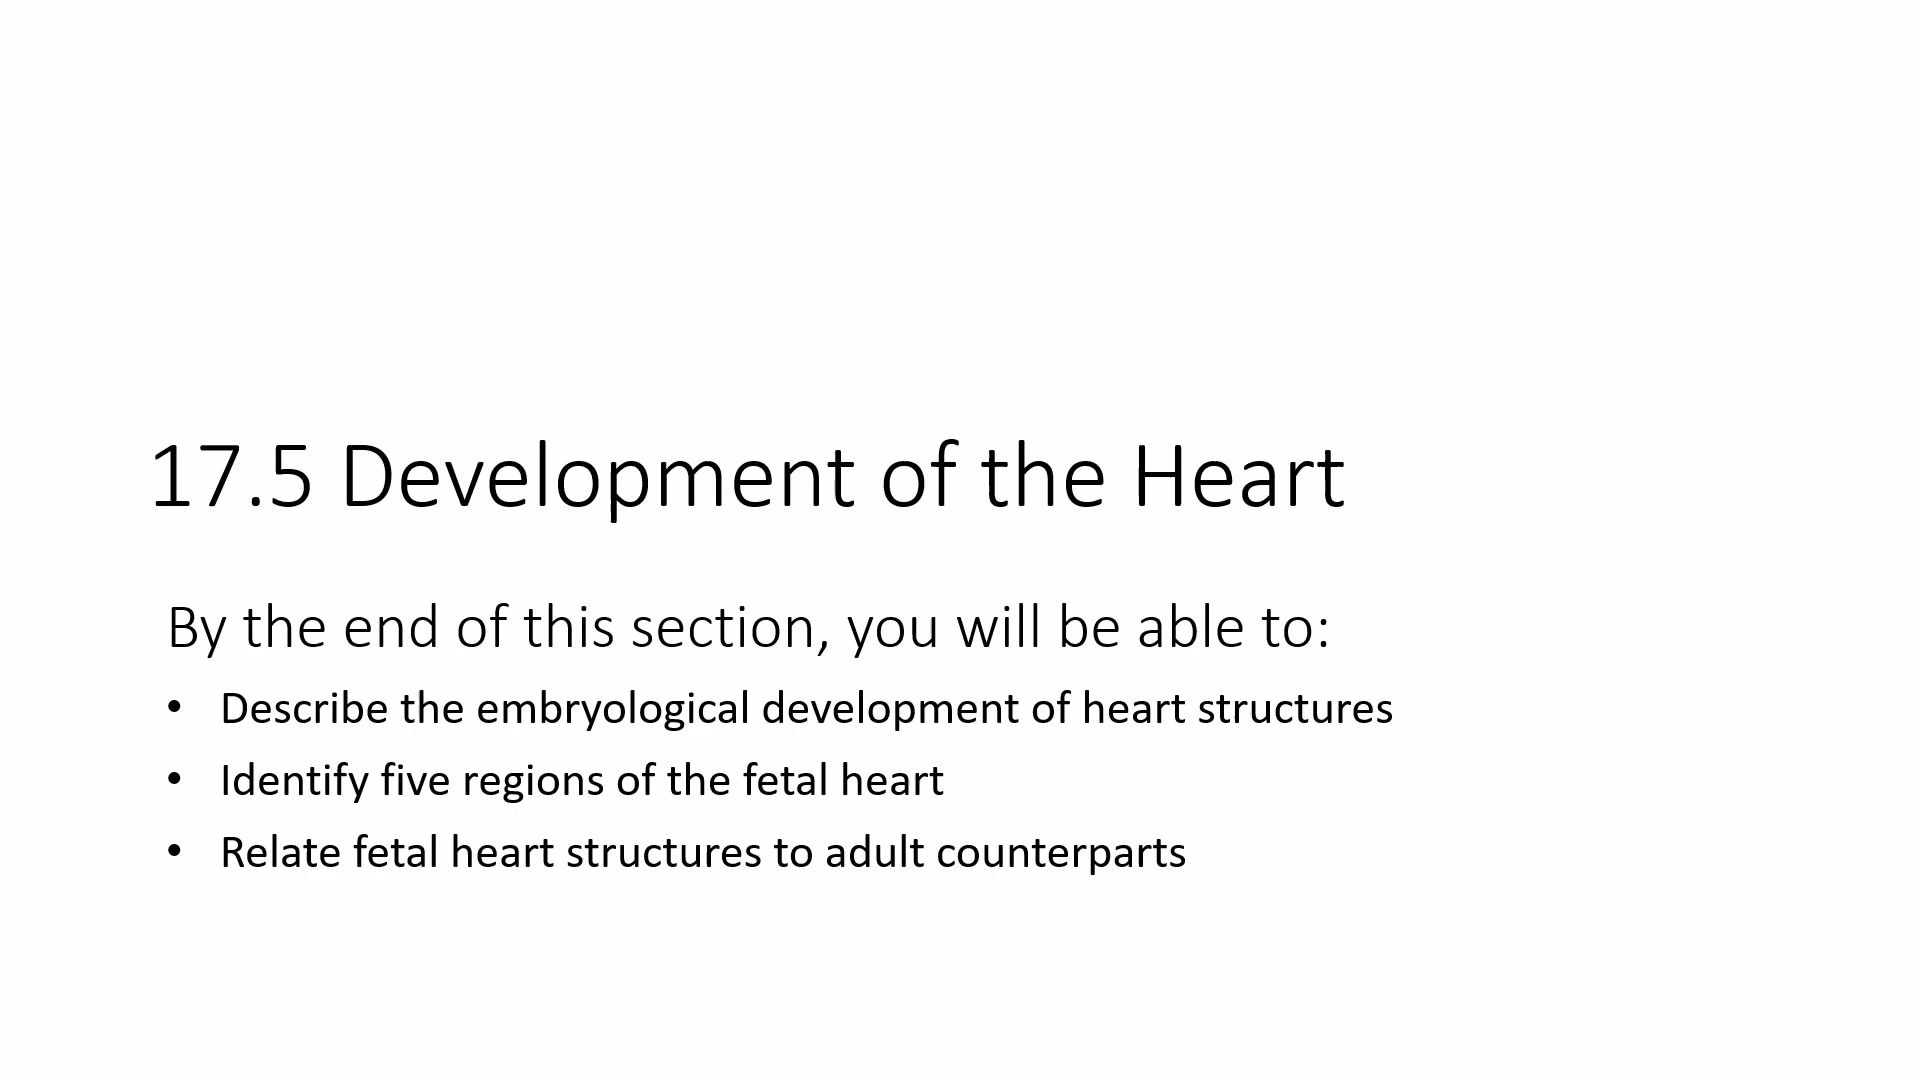 17.5 Development of the Heart
By the end of this section, you will be able to:
• Describe the embryological development of heart structures
• Identify five regions of the fetal heart
• Relate fetal heart structures to adult counterparts